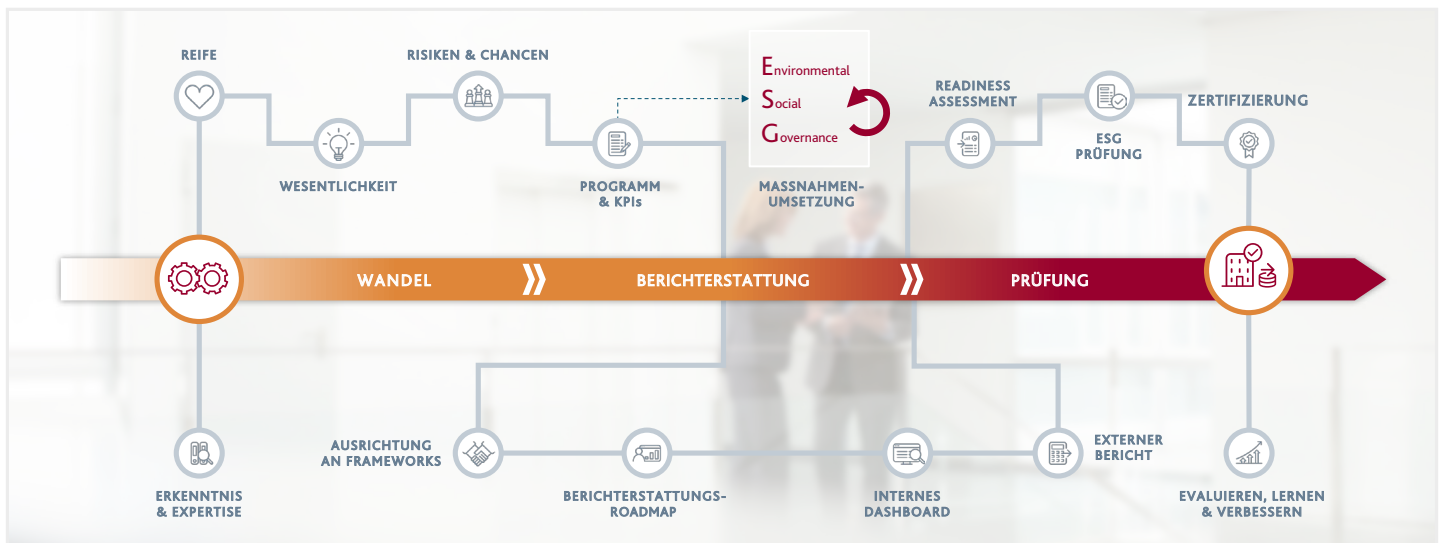 REIFE
RISIKEN & CHANCEN
WESENTLICHKEIT
PROGRAMM
& KPIs
Environmental
Social
Governance
MASSNAHMEN-
UMSETZUNG
READINESS
ASSESSMENT
ESG
PRÜFUNG
ZERTIFIZIERUNG
WANDEL
BERICHTERSTATTUNG
PRÜFUNG
ERKENNTNIS
& EXPERTISE
AUSRICHTUNG
AN FRAMEWORKS
BERICHTERSTATTUNGS-
ROADMAP
INTERNES
DASHBOARD
EXTERNER
BERICHT
EVALUIEREN, LERNEN
& VERBESSERN